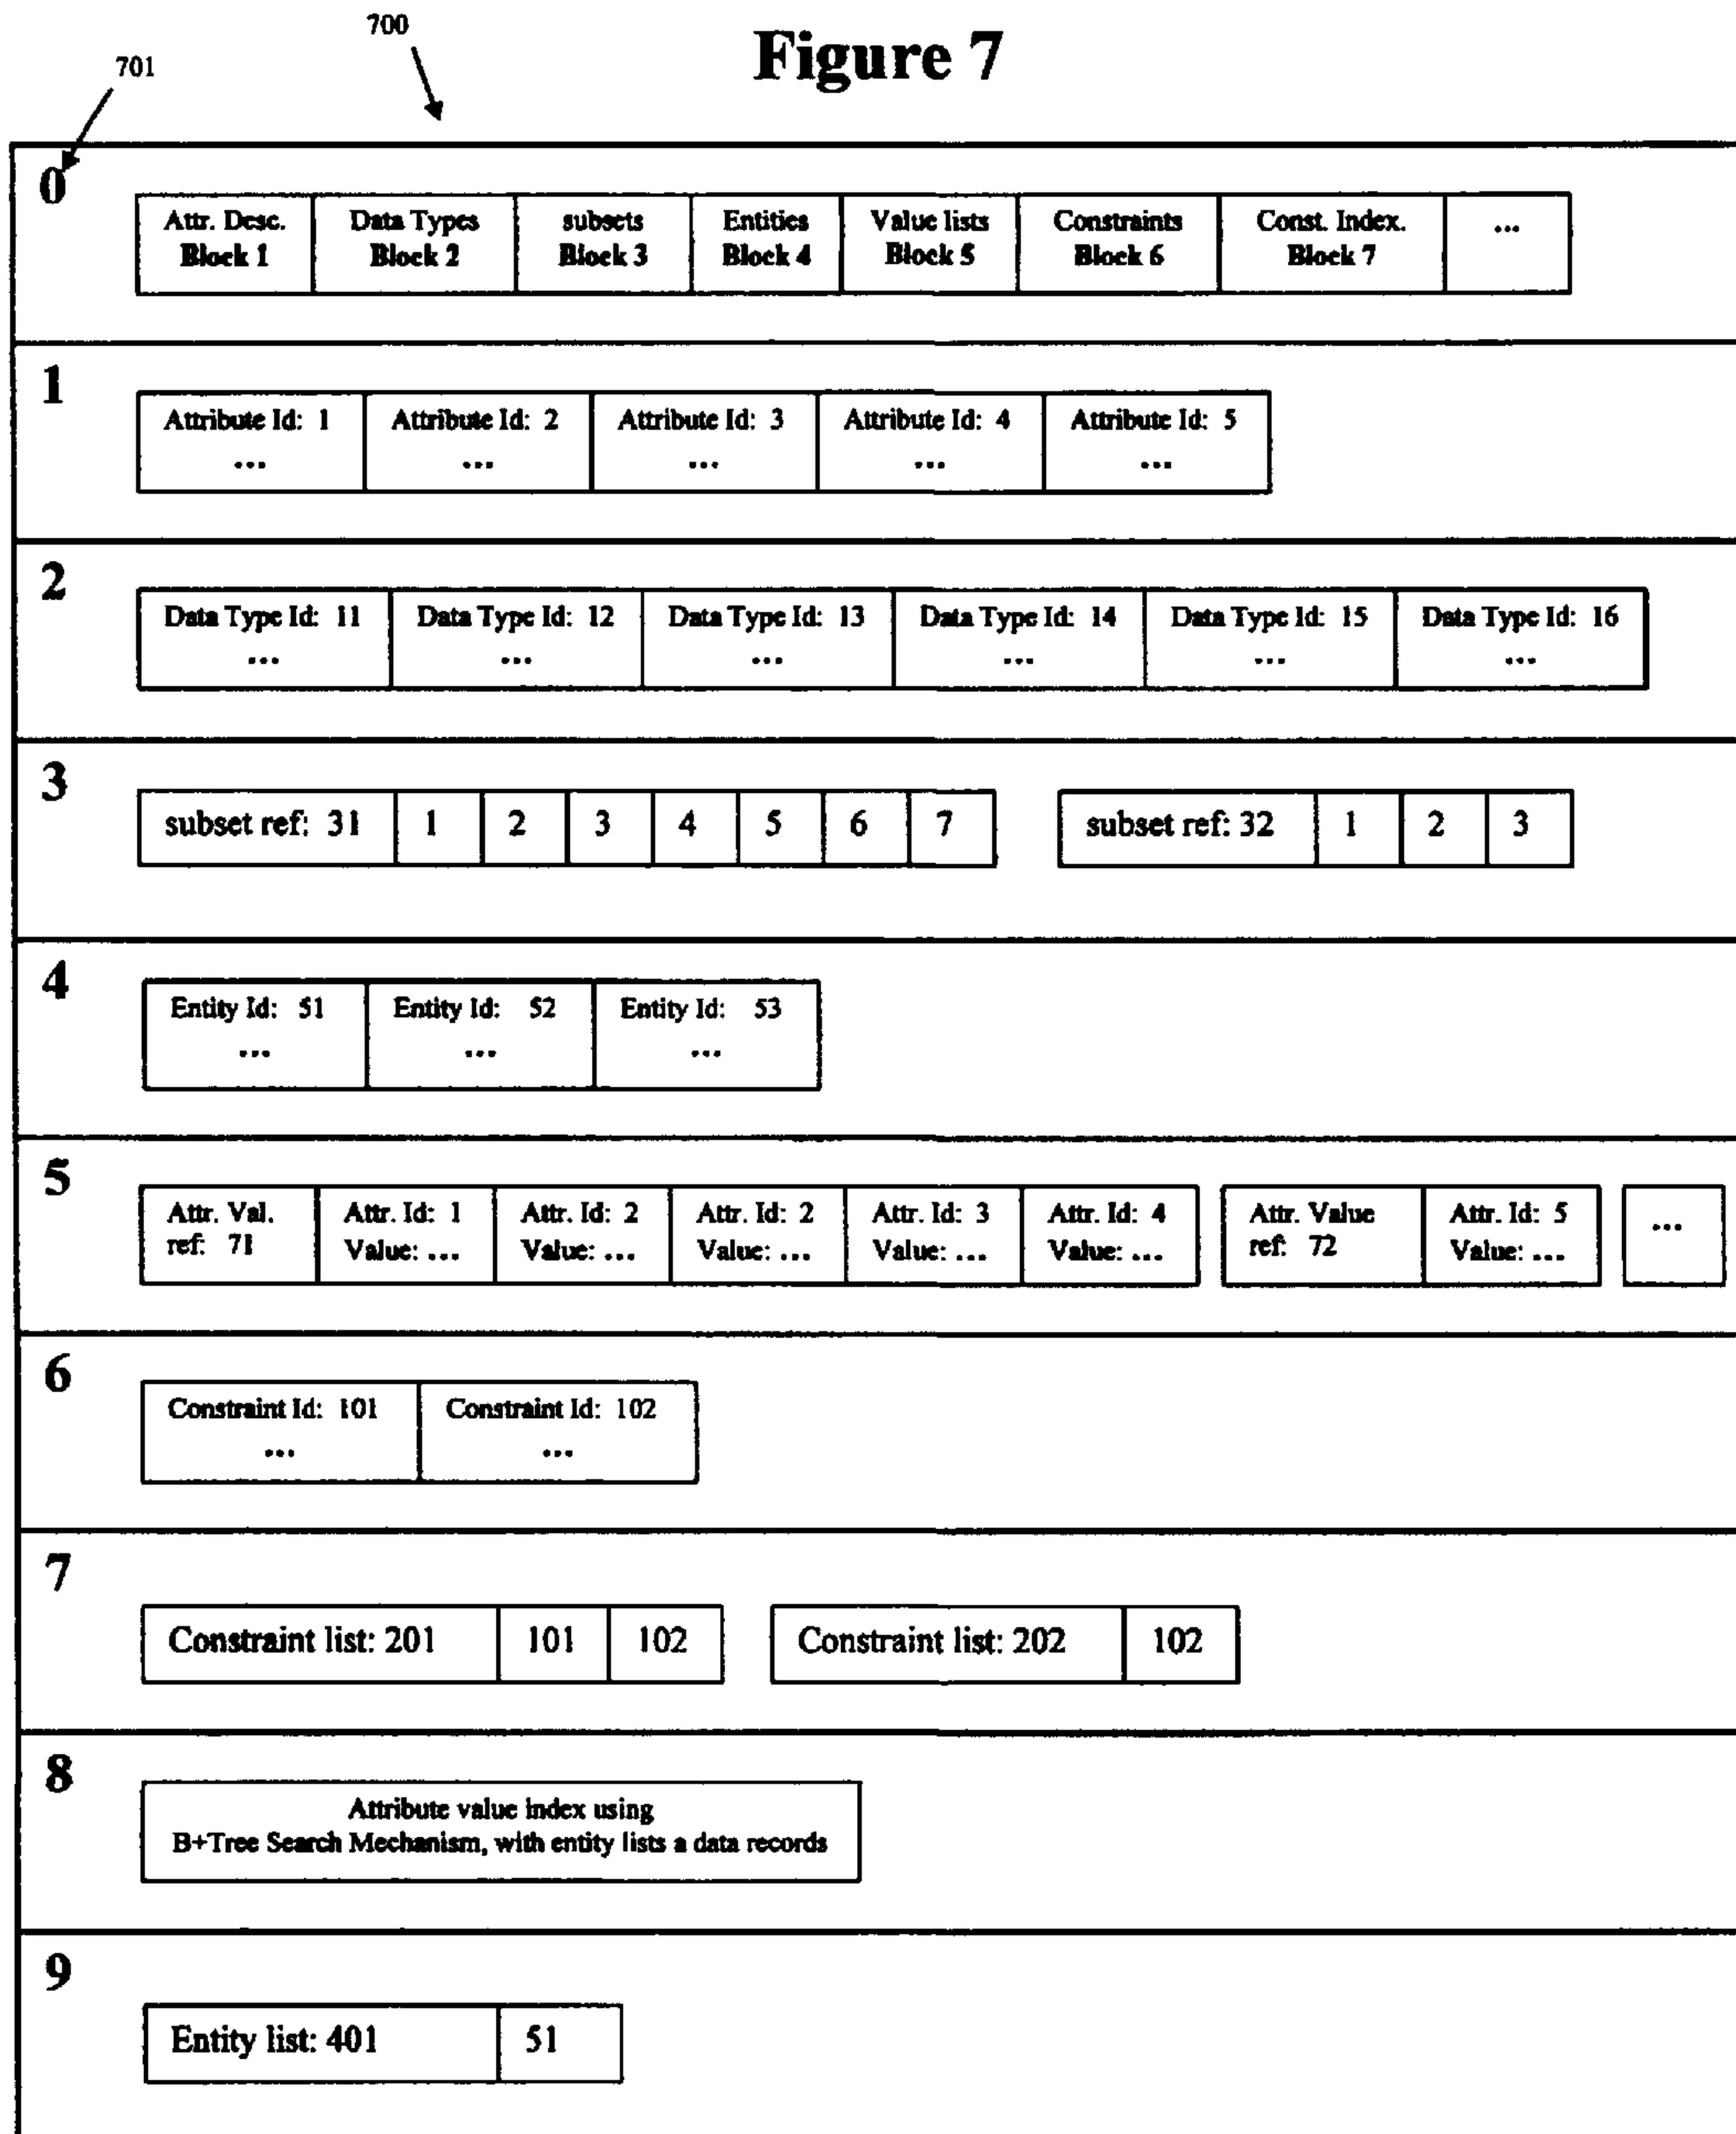 700
Figure 7
701
0
Attr. Desc. Data Types subsets Entities Value lists Constraints Const. Index. ...
Block 1 Block 2 Block 3 Block 4 Block 5 Block 6 Block 7
1
Attribute Id: 1 Attribute Id: 2 Attribute Id: 3 Attribute Id: 4 Attribute Id: 5
... ... ... ... ...
2
Data Type Id: 11 Data Type Id: 12 Data Type Id: 13 Data Type Id: 14 Data Type Id: 15 Data Type Id: 16
... ... ... ... ... ...
3
subset ref: 31 1 2 3 4 5 6 7 subset ref: 32 1 2 3
4
Entity Id: 51 Entity Id: 52 Entity Id: 53
... ... ...
5
Attr. Val. Attr. Id: 1 Attr. Id: 2 Attr. Id: 2 Attr. Id: 3 Attr. Id: 4 Attr. Value Attr. Id: 5 ...
ref: 71 Value: ... Value: ... Value: ... Value: ... Value: ... ref: 72 Value: ...
6
Constraint Id: 101 Constraint Id: 102
... ...
7
Constraint list: 201 101 102 Constraint list: 202 102
8
Attribute value index using
B+Tree Search Mechanism, with entity lists a data records
9
Entity list: 401 51